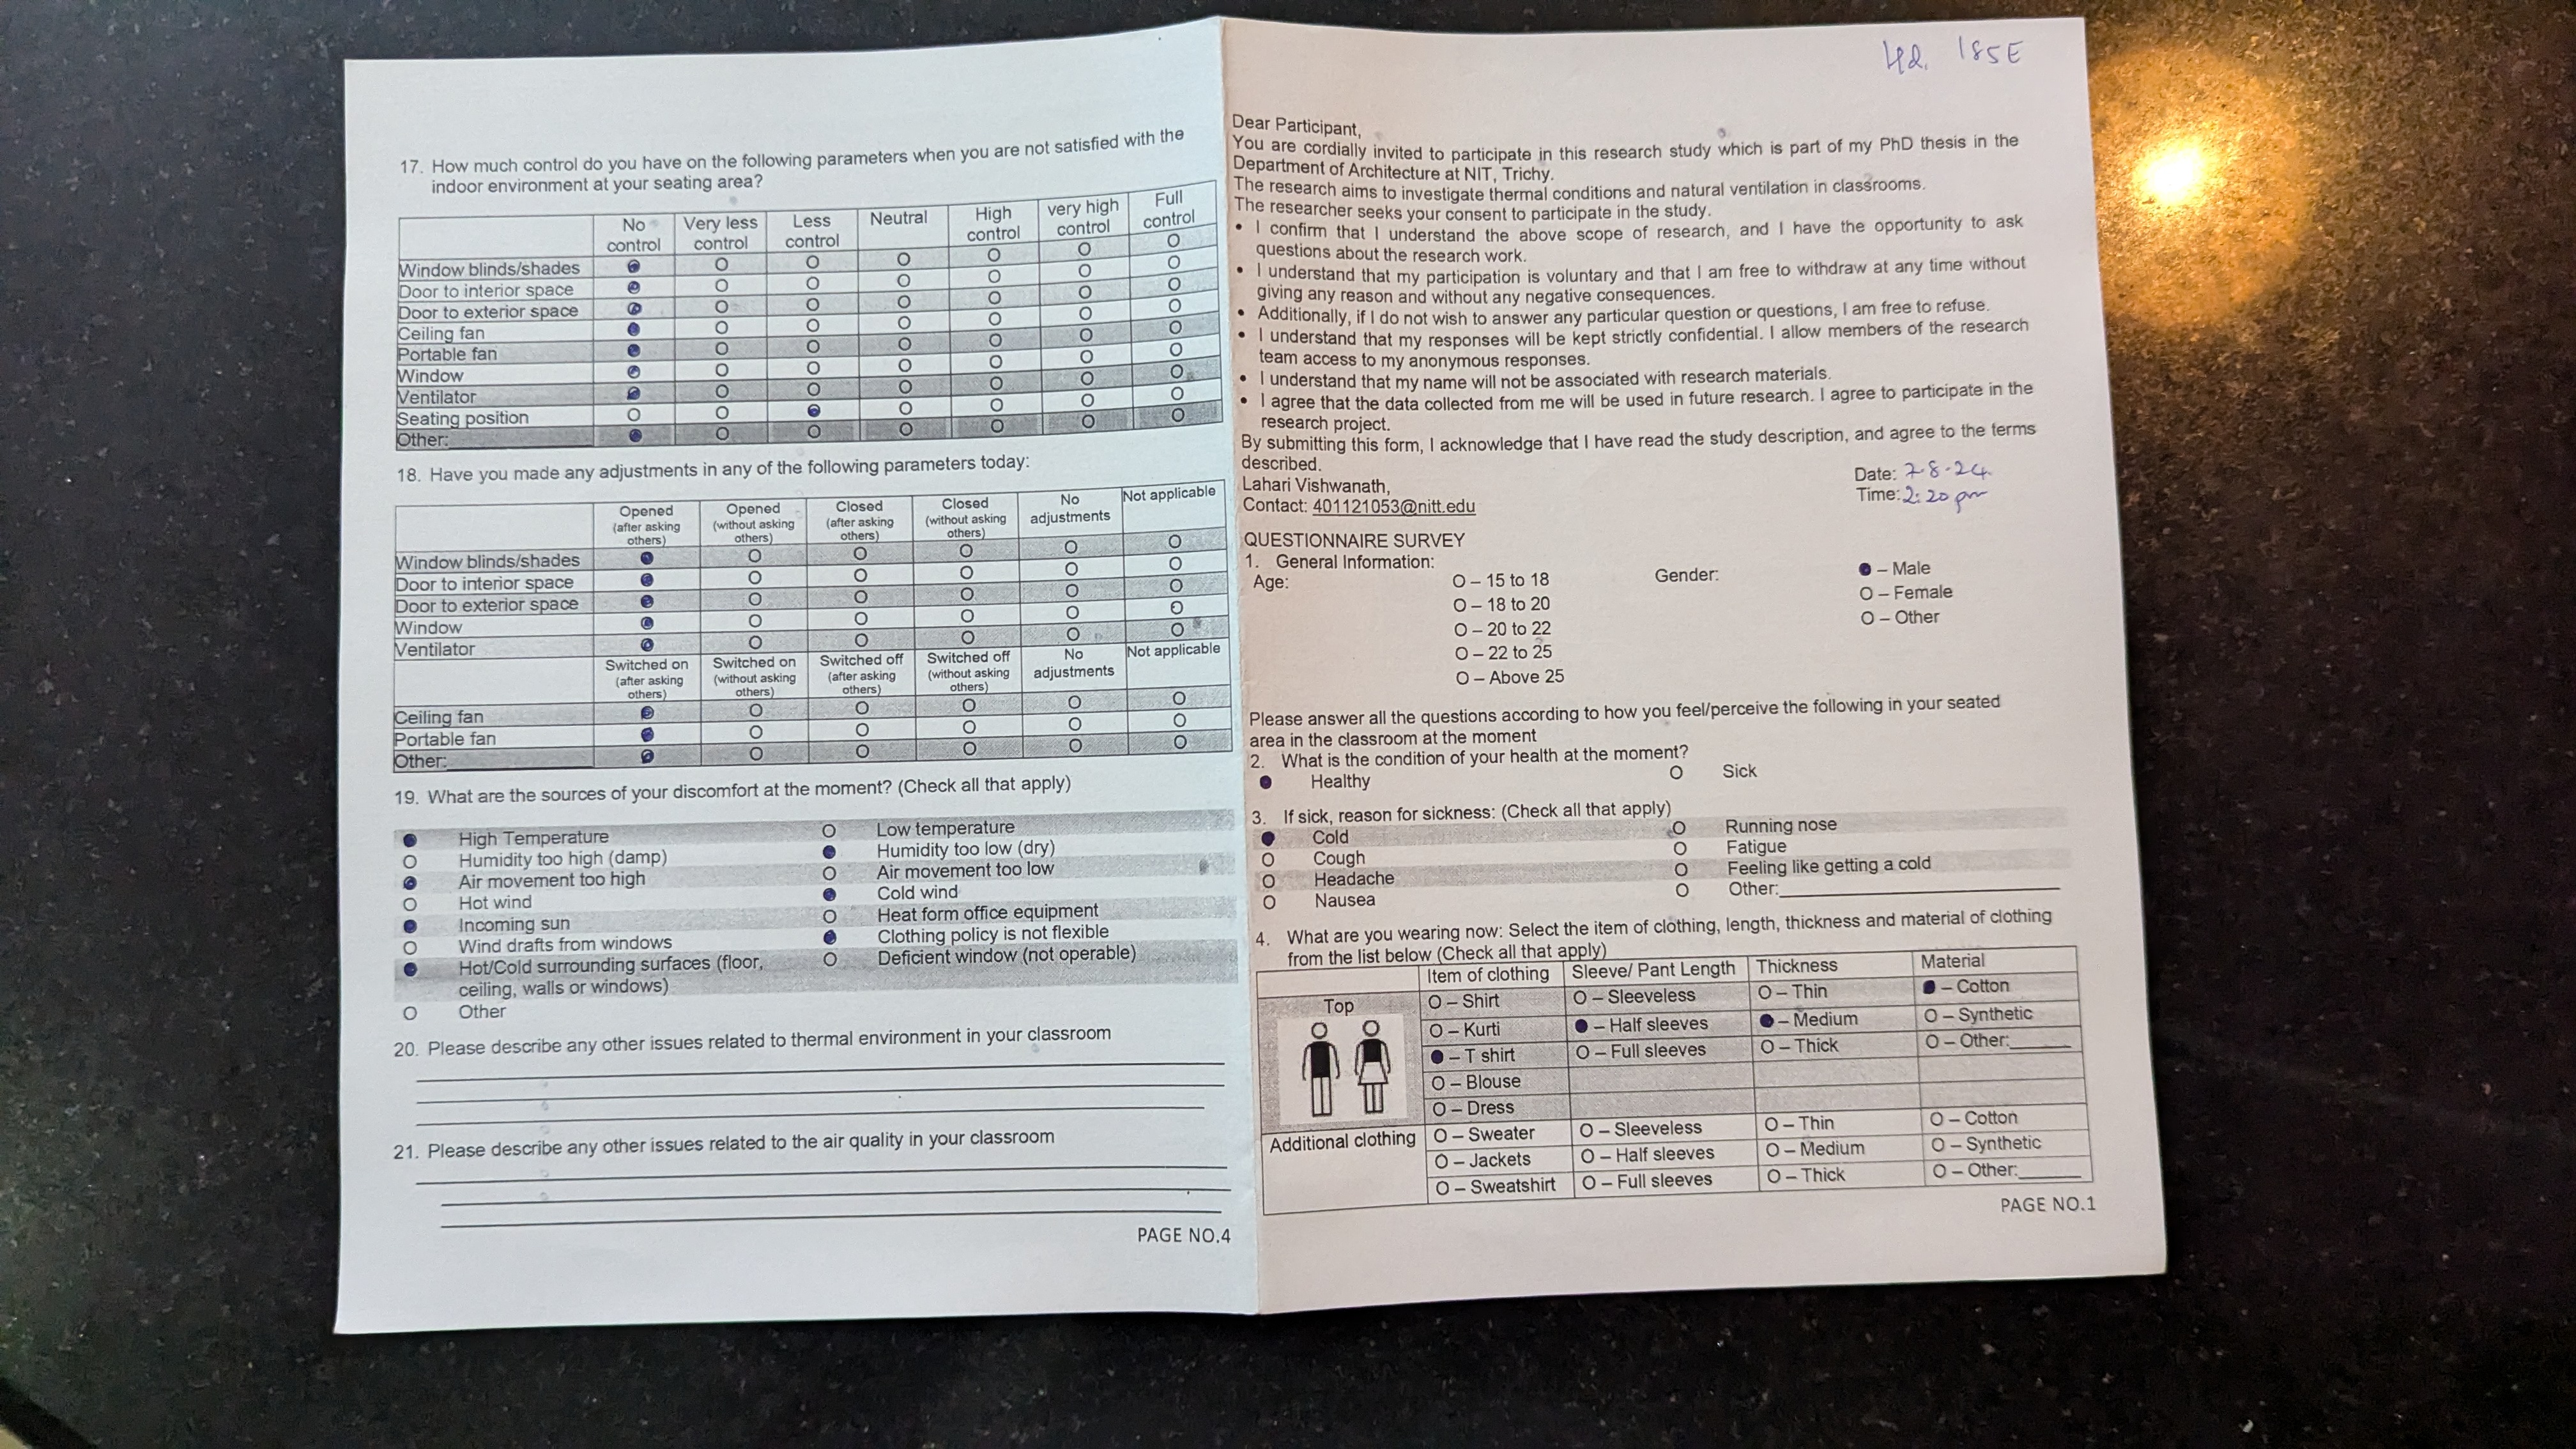 17. How much control do you have on the following parameters when you are not satisfied with the
indoor environment at your seating area?
No control Very less control Less control Neutral High control very high control Full control
Window blinds/shades ● O O O O O O
Door to interior space ● O O O O O O
Door to exterior space ● O O O O O O
Ceiling fan ● O O O O O O
Portable fan ● O O O O O O
Window ● O O O O O O
Ventilator ● O O O O O O
Seating position O O ● O O O O
Other: ● O O O O O O
18. Have you made any adjustments in any of the following parameters today:
Opened (after asking others) Opened (without asking others) Closed (after asking others) Closed (without asking others) No adjustments Not applicable
Window blinds/shades ● O O O O O
Door to interior space ● O O O O O
Door to exterior space ● O O O O O
Window ● O O O O O
Ventilator ● O O O O O
Switched on (after asking others) Switched on (without asking others) Switched off (after asking others) Switched off (without asking others) No adjustments Not applicable
Ceiling fan ● O O O O O
Portable fan ● O O O O O
Other: ● O O O O O
19. What are the sources of your discomfort at the moment? (Check all that apply)
● High Temperature O Low temperature
O Humidity too high (damp) ● Humidity too low (dry)
● Air movement too high O Air movement too low
O Hot wind ● Cold wind
● Incoming sun O Heat form office equipment
O Wind drafts from windows ● Clothing policy is not flexible
● Hot/Cold surrounding surfaces (floor, O Deficient window (not operable)
ceiling, walls or windows)
O Other
20. Please describe any other issues related to thermal environment in your classroom
21. Please describe any other issues related to the air quality in your classroom
PAGE NO.4
185E
Dear Participant,
You are cordially invited to participate in this research study which is part of my PhD thesis in the
Department of Architecture at NIT, Trichy.
The research aims to investigate thermal conditions and natural ventilation in classrooms.
The researcher seeks your consent to participate in the study.
• I confirm that I understand the above scope of research, and I have the opportunity to ask
questions about the research work.
• I understand that my participation is voluntary and that I am free to withdraw at any time without
giving any reason and without any negative consequences.
• Additionally, if I do not wish to answer any particular question or questions, I am free to refuse.
• I understand that my responses will be kept strictly confidential. I allow members of the research
team access to my anonymous responses.
• I understand that my name will not be associated with research materials.
• I agree that the data collected from me will be used in future research. I agree to participate in the
research project.
By submitting this form, I acknowledge that I have read the study description, and agree to the terms
described.
Lahari Vishwanath,
Contact: 401121053@nitt.edu
Date: 7-8-24
Time: 2:20 pm
QUESTIONNAIRE SURVEY
1. General Information:
Age: O – 15 to 18 Gender: ● – Male
O – 18 to 20 O – Female
O – 20 to 22 O – Other
O – 22 to 25
O – Above 25
Please answer all the questions according to how you feel/perceive the following in your seated
area in the classroom at the moment
2. What is the condition of your health at the moment?
● Healthy O Sick
3. If sick, reason for sickness: (Check all that apply)
● Cold O Running nose
O Cough O Fatigue
O Headache O Feeling like getting a cold
O Nausea O Other:
4. What are you wearing now: Select the item of clothing, length, thickness and material of clothing
from the list below (Check all that apply)
Item of clothing Sleeve/ Pant Length Thickness Material
Top O – Shirt O – Sleeveless O – Thin ● – Cotton
O – Kurti ● – Half sleeves ● – Medium O – Synthetic
● – T shirt O – Full sleeves O – Thick O – Other:
O – Blouse
O – Dress
Additional clothing O – Sweater O – Sleeveless O – Thin O – Cotton
O – Jackets O – Half sleeves O – Medium O – Synthetic
O – Sweatshirt O – Full sleeves O – Thick O – Other:
PAGE NO.1